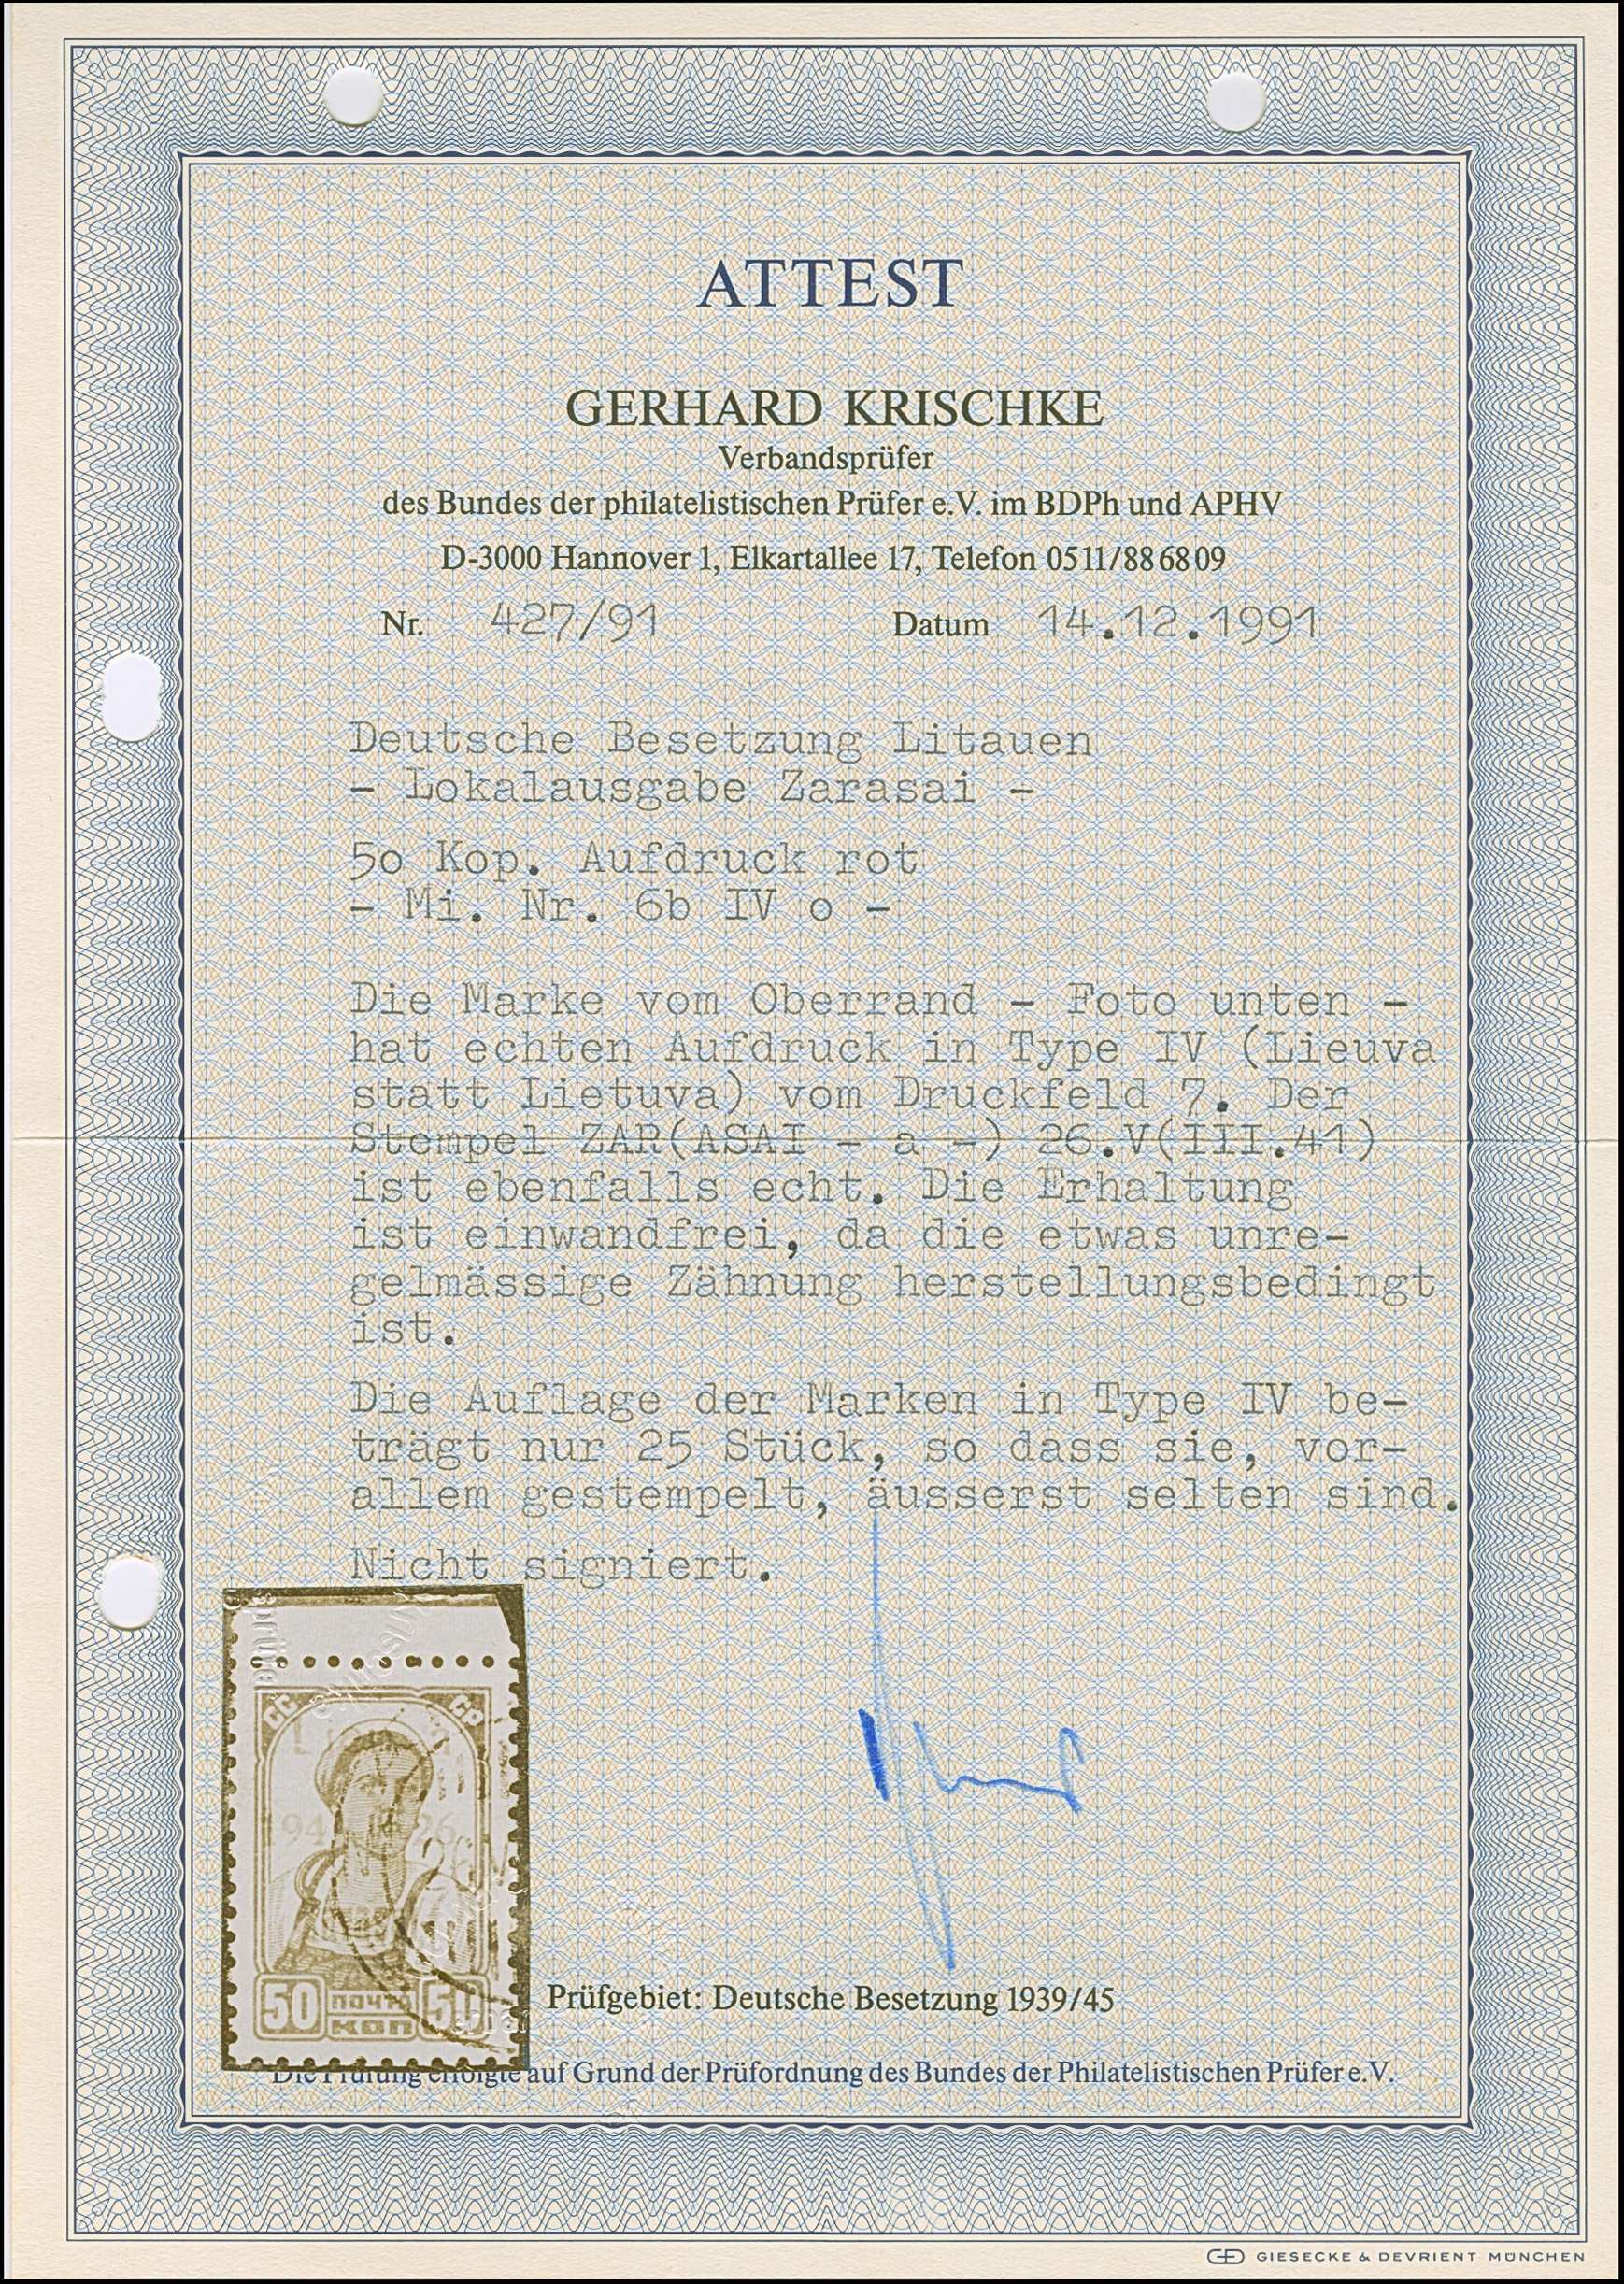 ATTEST
GERHARD KRISCHKE
Verbandsprüfer
des Bundes der philatelistischen Prüfer e.V. im BDPh und APHV
D-3000 Hannover 1, Elkartallee 17, Telefon 0511/886809
Nr. 427/91 Datum 14.12.1991
Deutsche Besetzung Litauen
- Lokalausgabe Zarasai -
50 Kop. Aufdruck rot
- Mi. Nr. 6b IV o -
Die Marke vom Oberrand - Foto unten -
hat echten Aufdruck in Type IV (Lieuva
statt Lietuva) vom Druckfeld 7. Der
Stempel ZAR(ASAI - a -) 26.V(III.41)
ist ebenfalls echt. Die Erhaltung
ist einwandfrei, da die etwas unre-
gelmässige Zähnung herstellungsbedingt
ist.
Die Auflage der Marken in Type IV be-
trägt nur 25 Stück, so dass sie, vor-
allem gestempelt, äusserst selten sind.
Nicht signiert.
50 ПОЧТА
КОП
Prüfgebiet: Deutsche Besetzung 1939/45
Die Prüfung erfolgte auf Grund der Prüfordnung des Bundes der Philatelistischen Prüfer e.V.
GIESECKE & DEVRIENT MÜNCHEN